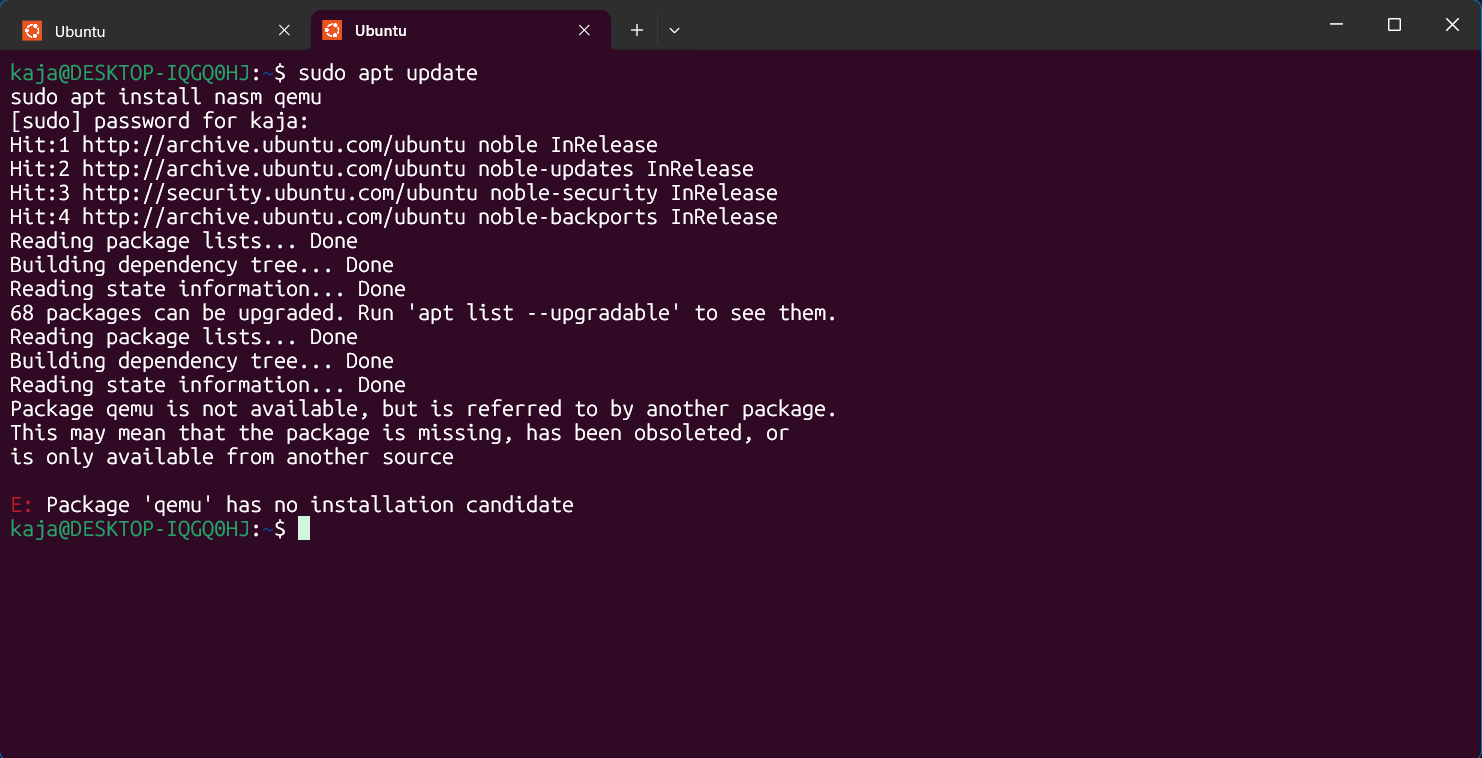 Ubuntu
Ubuntu
kaja@DESKTOP-IQGQ0HJ:~$ sudo apt update
sudo apt install nasm qemu
[sudo] password for kaja:
Hit:1 http://archive.ubuntu.com/ubuntu noble InRelease
Hit:2 http://archive.ubuntu.com/ubuntu noble-updates InRelease
Hit:3 http://security.ubuntu.com/ubuntu noble-security InRelease
Hit:4 http://archive.ubuntu.com/ubuntu noble-backports InRelease
Reading package lists... Done
Building dependency tree... Done
Reading state information... Done
68 packages can be upgraded. Run 'apt list --upgradable' to see them.
Reading package lists... Done
Building dependency tree... Done
Reading state information... Done
Package qemu is not available, but is referred to by another package.
This may mean that the package is missing, has been obsoleted, or
is only available from another source

E: Package 'qemu' has no installation candidate
kaja@DESKTOP-IQGQ0HJ:~$